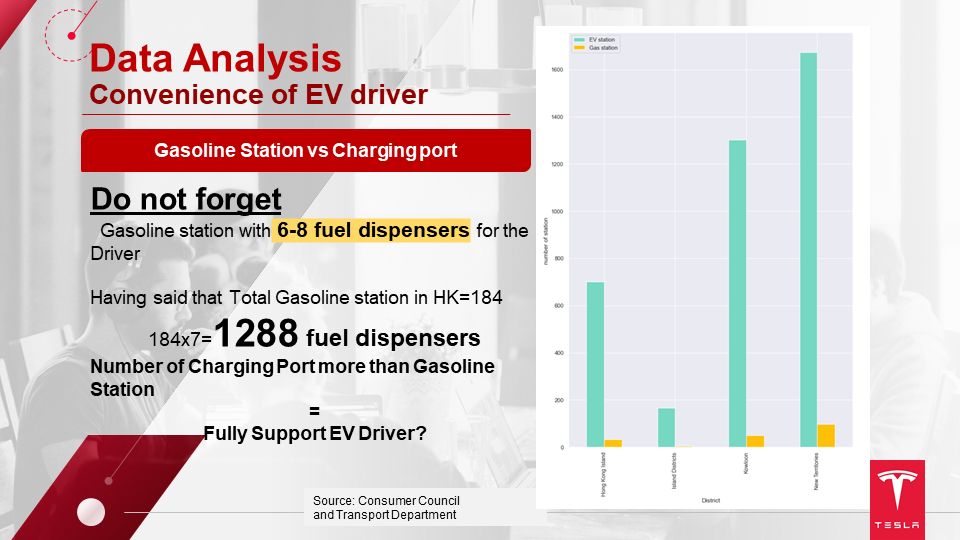 Data Analysis
Convenience of EV driver
Gasoline Station vs Charging port
Do not forget
Gasoline station with 6-8 fuel dispensers for the
Driver
Having said that Total Gasoline station in HK=184
184x7=1288 fuel dispensers
Number of Charging Port more than Gasoline
Station
=
Fully Support EV Driver?
Source: Consumer Council
and Transport Department
EV station
Gas station
number of station
1600
1400
1200
1000
800
600
400
200
0
Hong Kong Island
Island Districts
Kowloon
New Territories
District
TESLA